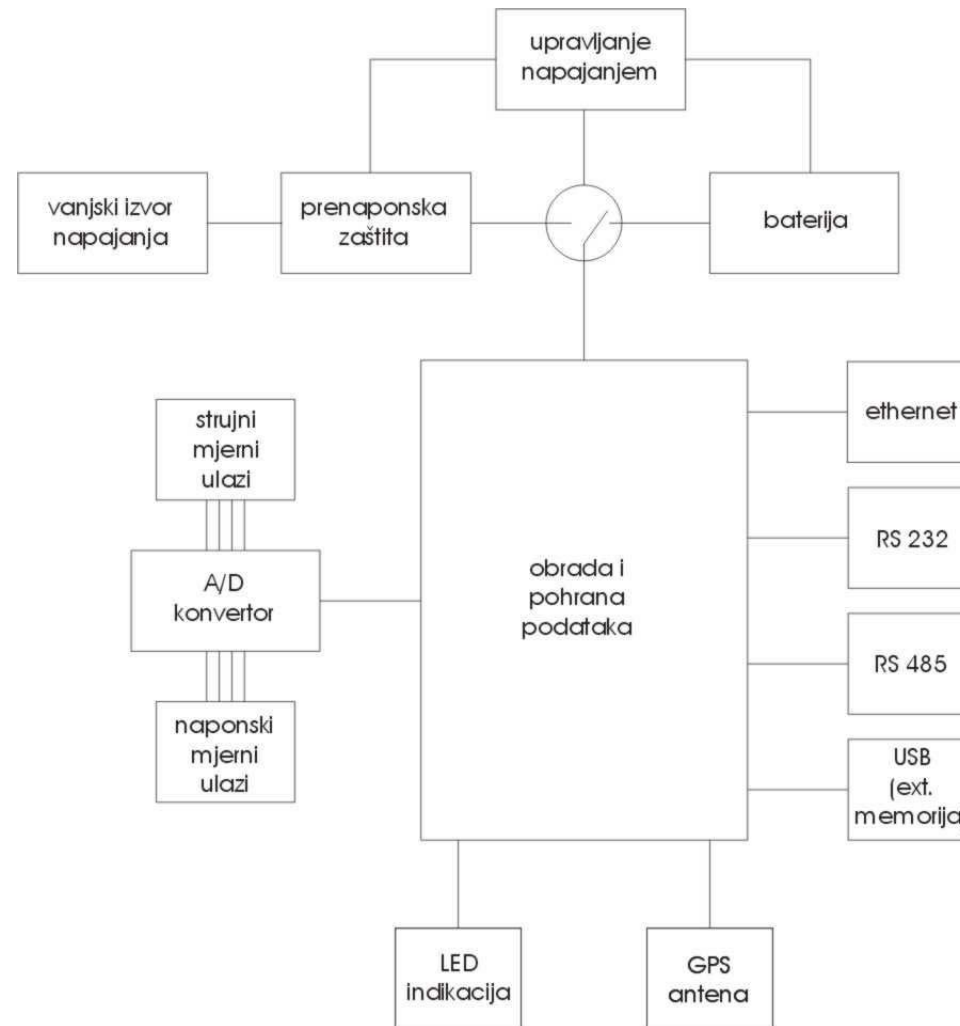 upravljanje
napajanjem
vanjski izvor
napajanja
prenaponska
zaštita
baterija
strujni
mjerni
ulazi
A/D
konvertor
naponski
mjerni
ulazi
obrada i
pohrana
podataka
ethernet
RS 232
RS 485
USB
(ext.
memorija
LED
indikacija
GPS
antena